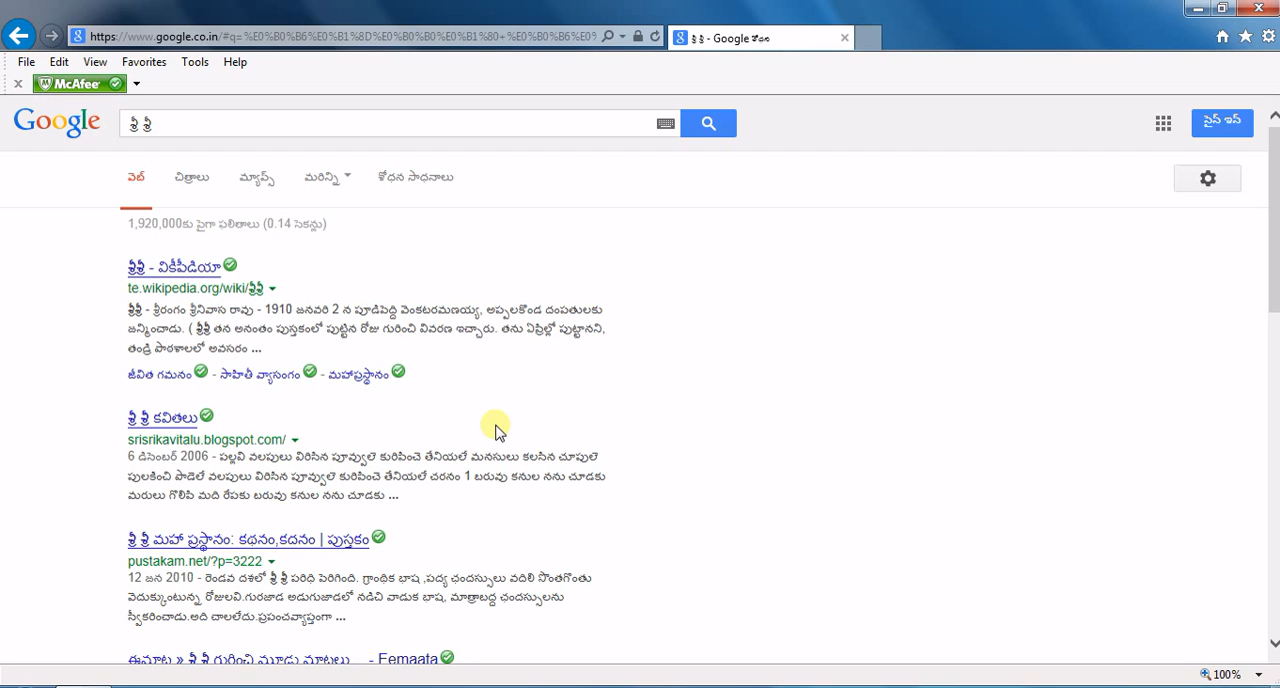 https://www.google.co.in/#q=%E0%B0%B6%E0%B1%8D%E0%B0%B0%E0%B1%80+%E0%B0%B6%E0%9
శ్రీ శ్రీ - Google శోధన
File Edit View Favorites Tools Help
x McAfee
Google శ్రీ శ్రీ సైన్ ఇన్
వెబ్ చిత్రాలు మ్యాప్స్ మరిన్ని శోధన సాధనాలు
1,920,000కు పైగా ఫలితాలు (0.14 సెకన్లు)
శ్రీశ్రీ - వికీపీడియా
te.wikipedia.org/wiki/శ్రీశ్రీ
శ్రీశ్రీ - శ్రీరంగం శ్రీనివాస రావు - 1910 జనవరి 2 న పూడిపెద్ది వెంకటరమణయ్య, అప్పలకొండ దంపతులకు
జన్మించాడు. ( శ్రీశ్రీ తన అనంతం పుస్తకంలో పుట్టిన రోజు గురించి వివరణ ఇచ్చారు. తను ఏప్రిల్లో పుట్టానని,
తండ్రి పాఠశాలలో అవసరం ...
జీవిత గమనం - సాహితీ వ్యాసంగం - మహాప్రస్థానం
శ్రీ శ్రీ కవితలు
srisrikavitalu.blogspot.com/
6 డిసెంబర్ 2006 - పల్లవి వలపులు విరిసిన పూవ్వులె కురిపించె తేనియలే మనసులు కలసిన చూపులె
పులకించి పాడెలే వలపులు విరిసిన పూవ్వులె కురిపించె తేనియలే చరనం 1 బరువు కనుల నను చూడకు
మరులు గొలిపి మది రేపకు బరువు కనుల నను చూడకు ...
శ్రీ శ్రీ మహా ప్రస్థానం: కథనం,కదనం | పుస్తకం
pustakam.net/?p=3222
12 జన 2010 - రెండవ దశలో శ్రీ శ్రీ పరిధి పెరిగింది. గ్రాంథిక భాష ,పద్య ఛందస్సులు వదిలి సొంతగొంతు
వెదుక్కుంటున్న రోజులవి.గురజాడ అడుగుజాడలో నడిచి వాడుక భాష, మాత్రాబద్ద ఛందస్సులను
స్వీకరించాడు.అది చాలలేదు.ప్రపంచవ్యాప్తంగా ...
ఈమాట » శ్రీ శ్రీ గురించి మూడు మాటలు - Eemaata
100%